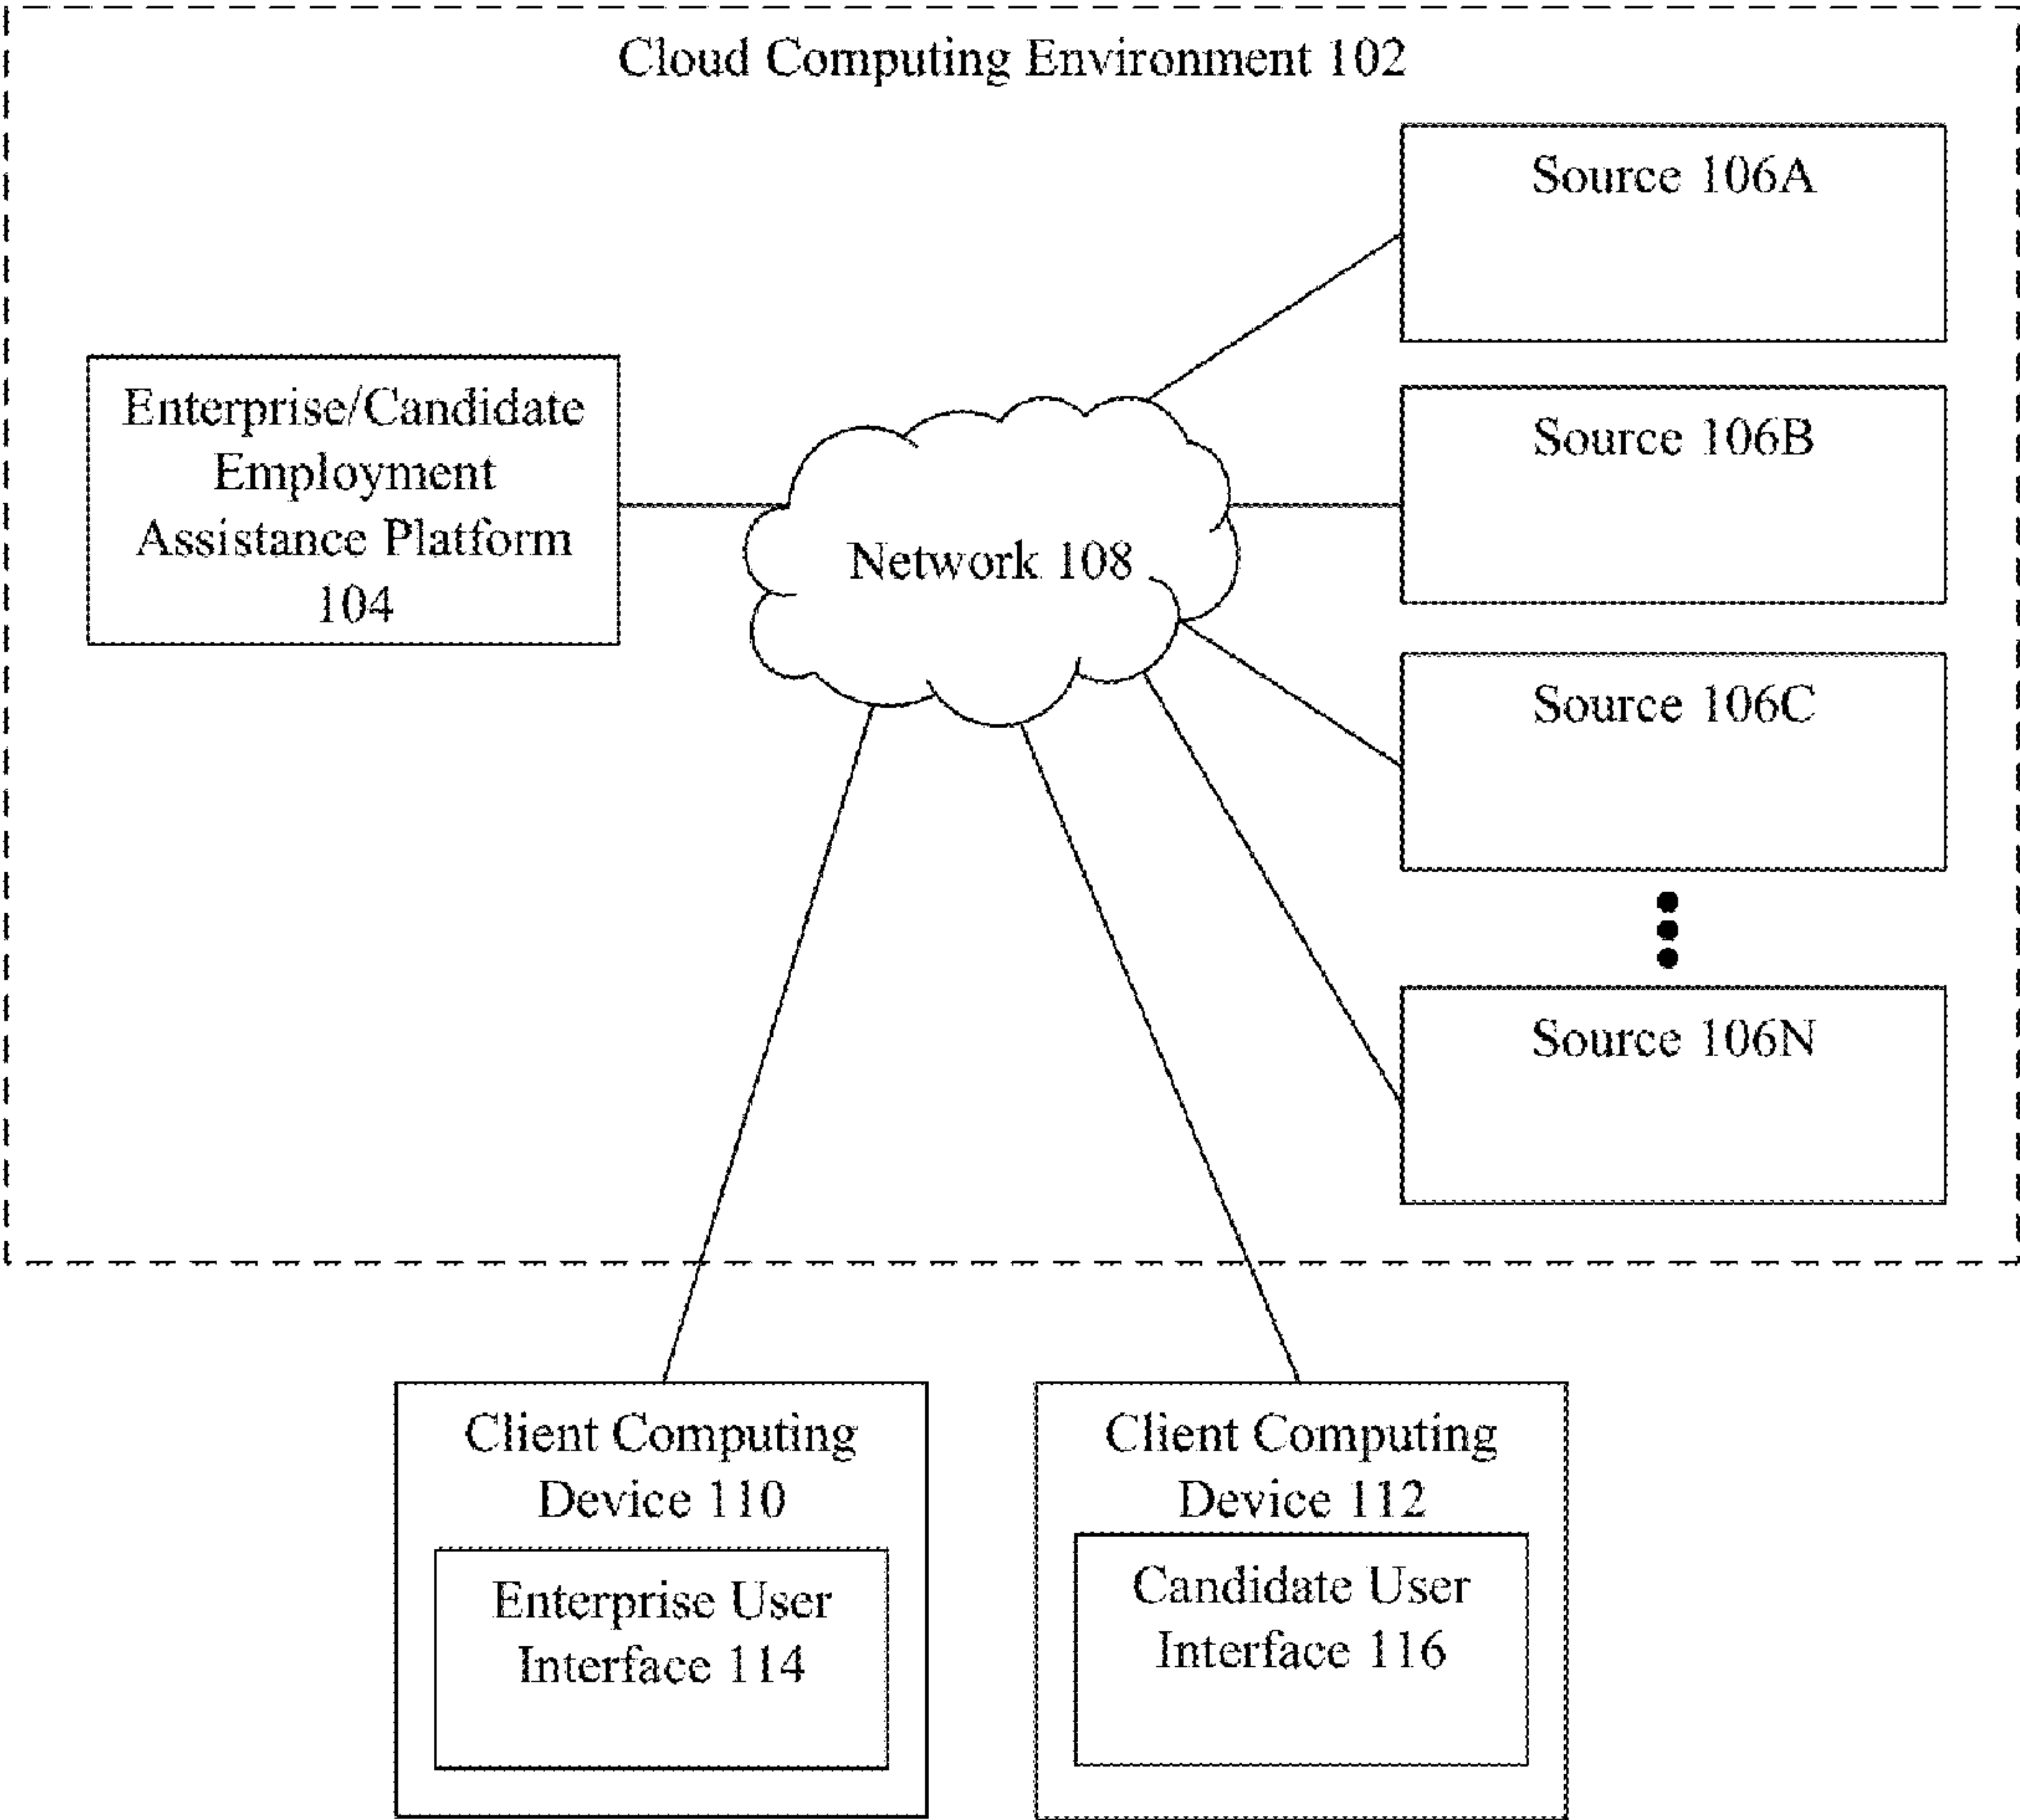 Cloud Computing Environment 102
Source 106A
Enterprise/Candidate
Employment
Assistance Platform
104
Source 106B
Network 108
Source 106C
Source 106N
Client Computing
Device 110
Enterprise User
Interface 114
Client Computing
Device 112
Candidate User
Interface 116